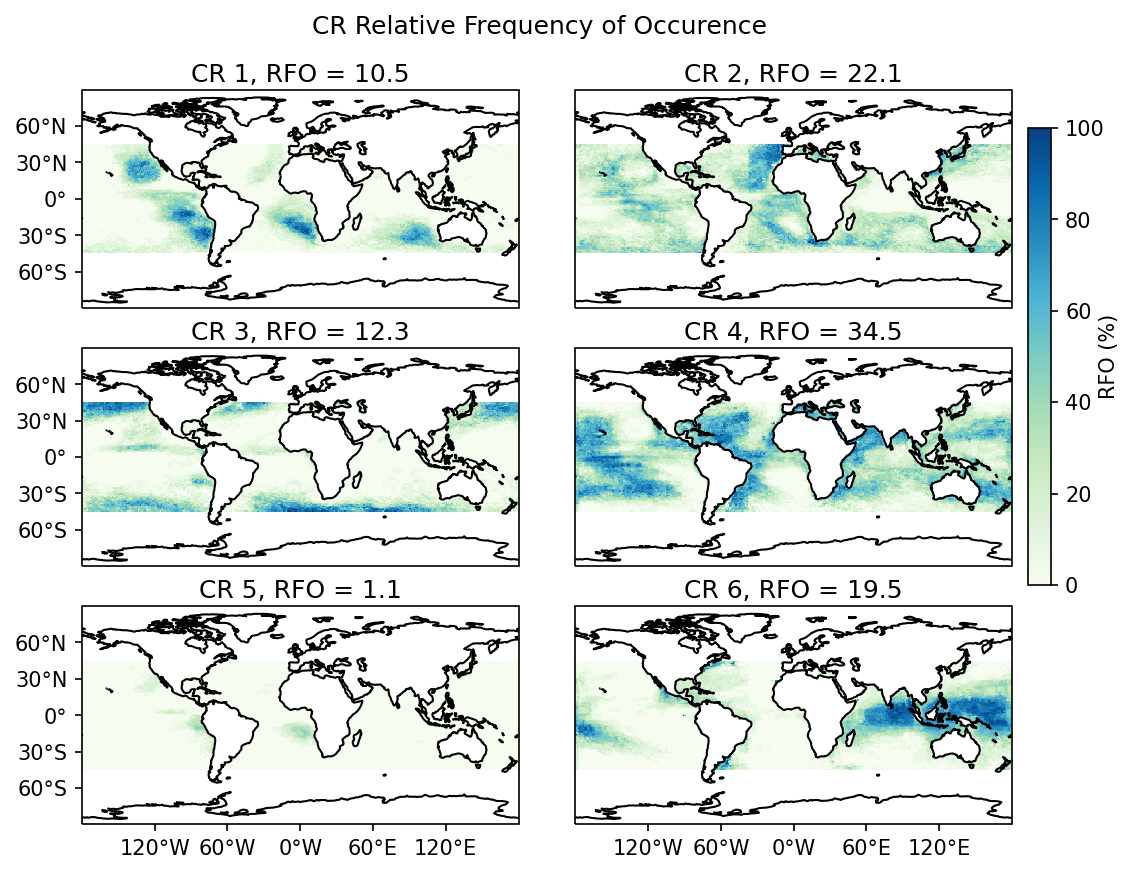 CR Relative Frequency of Occurence
CR 1, RFO = 10.5
CR 2, RFO = 22.1
60°N
30°N
0°
30°S
60°S
CR 3, RFO = 12.3
CR 4, RFO = 34.5
60°N
30°N
0°
30°S
60°S
CR 5, RFO = 1.1
CR 6, RFO = 19.5
60°N
30°N
0°
30°S
60°S
120°W 60°W 0°W 60°E 120°E
120°W 60°W 0°W 60°E 120°E
100
80
60
40
20
0
RFO (%)